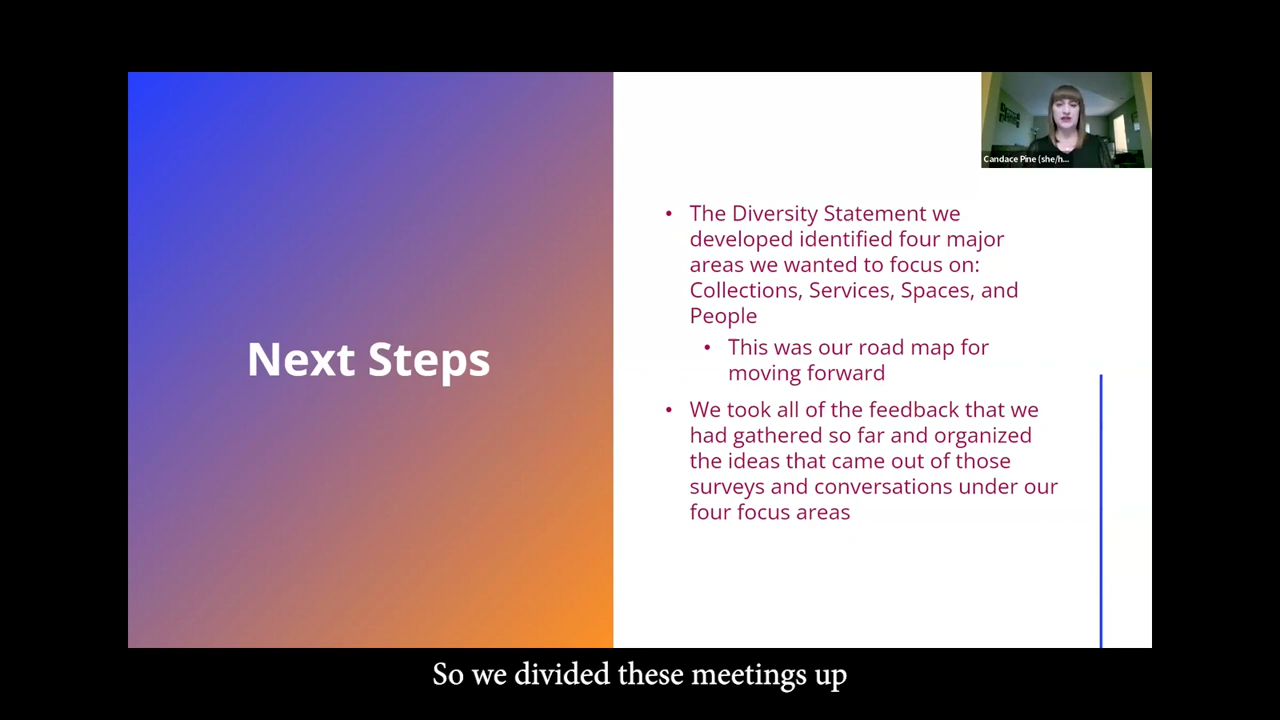 Candace Pine (she/h...
Next Steps
• The Diversity Statement we
developed identified four major
areas we wanted to focus on:
Collections, Services, Spaces, and
People
• This was our road map for
moving forward
• We took all of the feedback that we
had gathered so far and organized
the ideas that came out of those
surveys and conversations under our
four focus areas
So we divided these meetings up